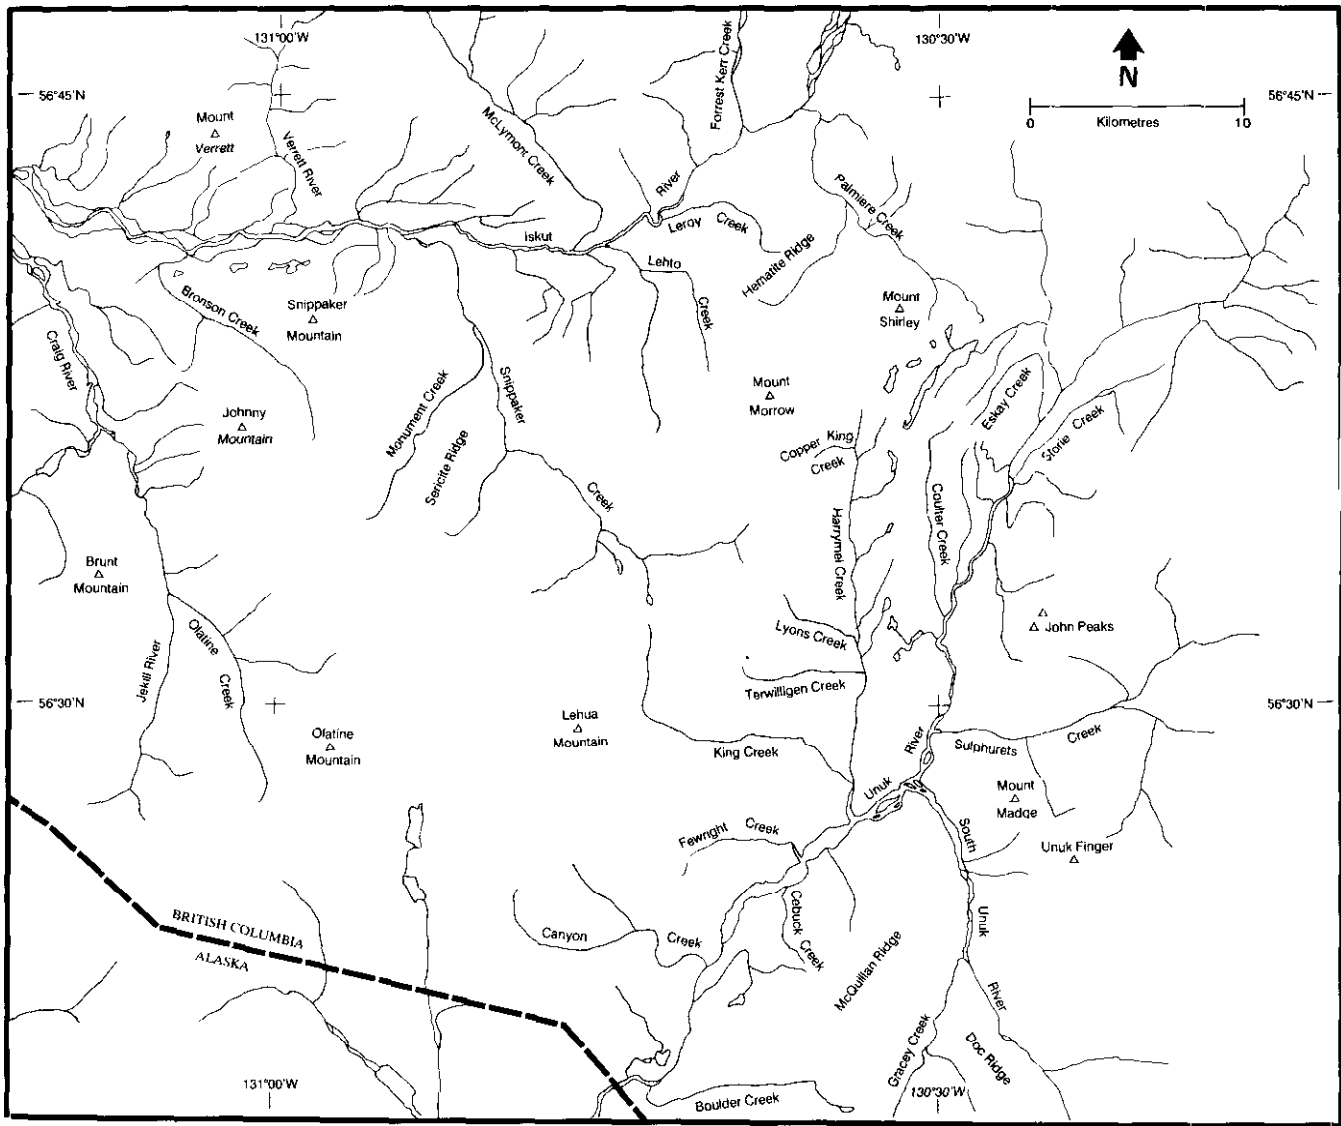 131°00'W
130°30'W
N
0 Kilometres 10
56°45'N
56°45'N
Forrest Kerr Creek
McLymont Creek
Mount
Verrett
Verrett River
Palmiere Creek
River
Leroy Creek
Iskut
Lehto
Creek
Hematite Ridge
Bronson Creek
Snippaker
Mountain
Mount
Shirley
Craig River
Johnny
Mountain
Monument Creek
Sericite Ridge
Snippaker
Creek
Mount
Morrow
Eskay Creek
Storie Creek
Copper King
Creek
Coulter Creek
Harrymel Creek
Brunt
Mountain
Olatine
Creek
Jekill River
John Peaks
Lyons Creek
Terwilligen Creek
56°30'N
56°30'N
Olatine
Mountain
Lehua
Mountain
King Creek
River
Unuk
Sulphurets Creek
Mount
Madge
Unuk Finger
South
Unuk
River
Fewright Creek
Cebuck Creek
Canyon Creek
McQuillan Ridge
BRITISH COLUMBIA
ALASKA
Gracey Creek
Doc Ridge
131°00'W
130°30'W
Boulder Creek